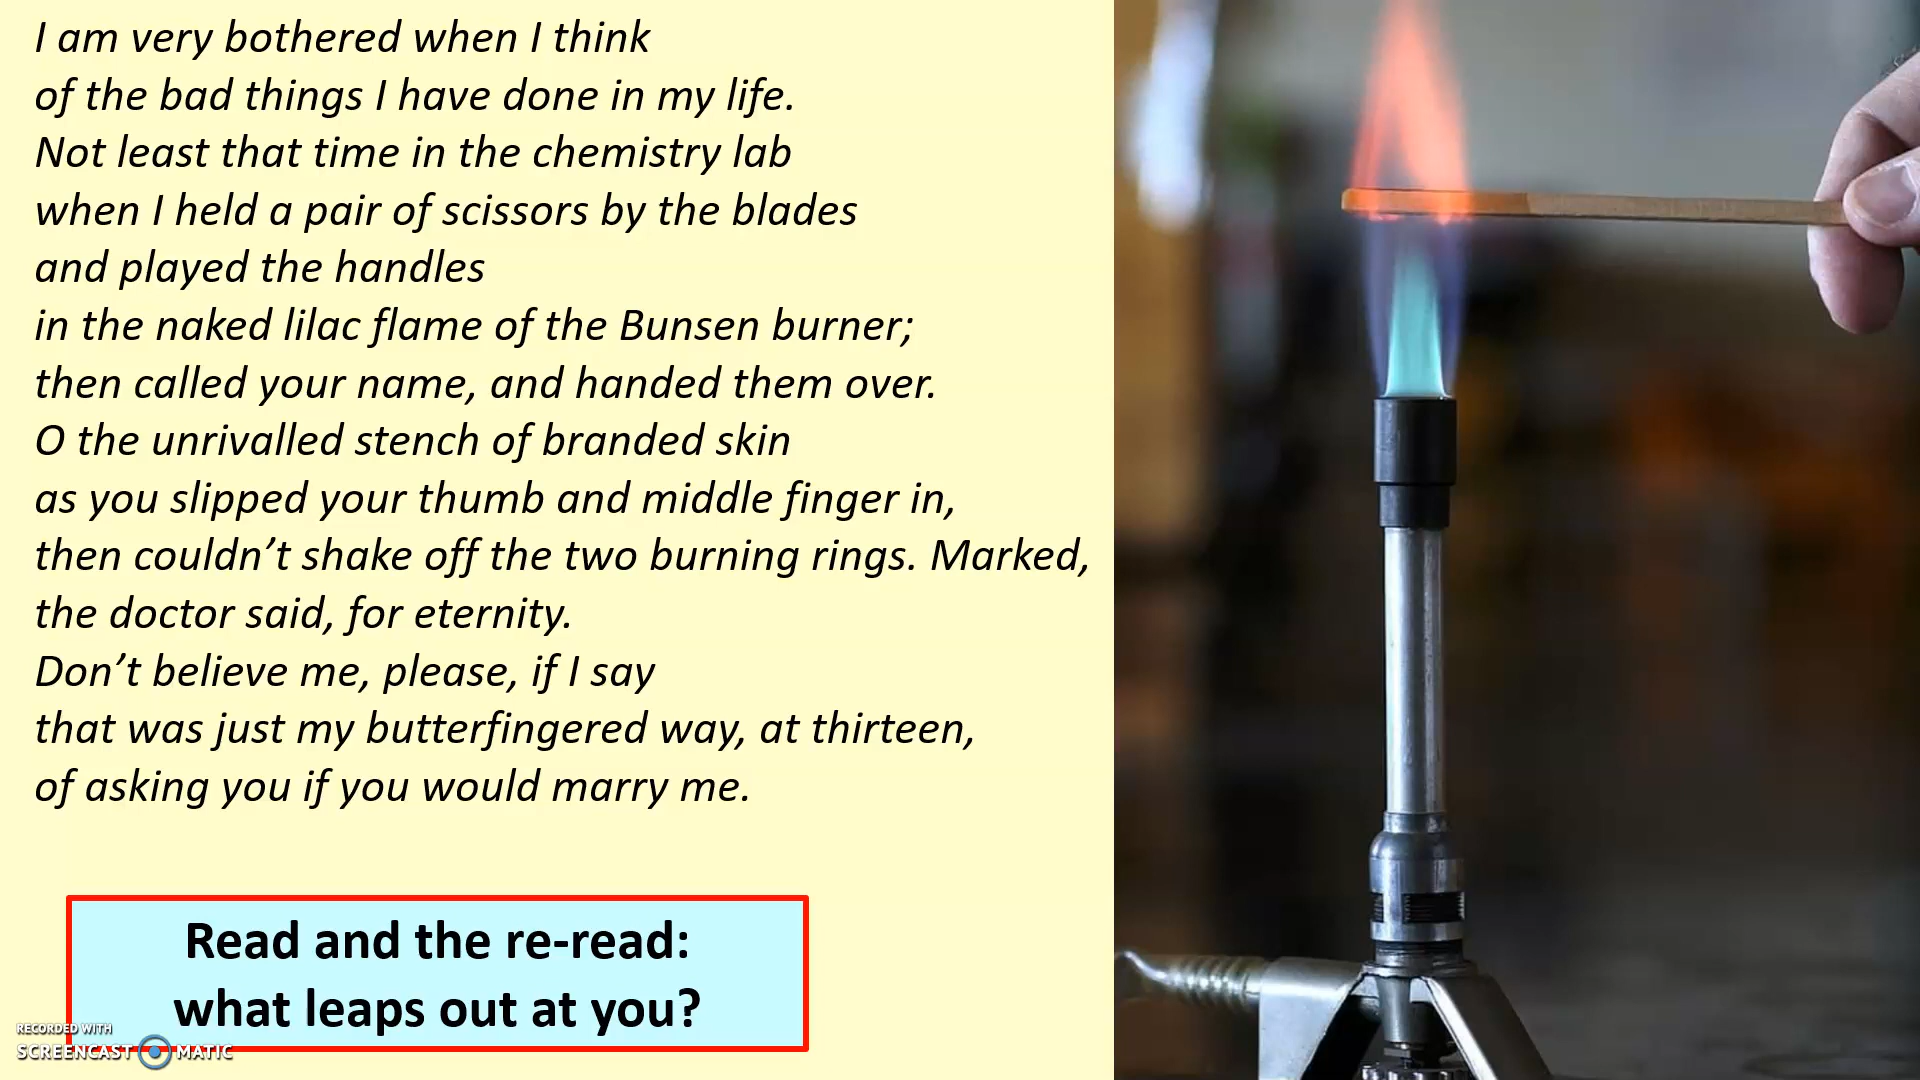 I am very bothered when I think
of the bad things I have done in my life.
Not least that time in the chemistry lab
when I held a pair of scissors by the blades
and played the handles
in the naked lilac flame of the Bunsen burner;
then called your name, and handed them over.
O the unrivalled stench of branded skin
as you slipped your thumb and middle finger in,
then couldn’t shake off the two burning rings. Marked,
the doctor said, for eternity.
Don’t believe me, please, if I say
that was just my butterfingered way, at thirteen,
of asking you if you would marry me.
Read and the re-read:
what leaps out at you?
RECORDED WITH
SCREENCAST MATIC